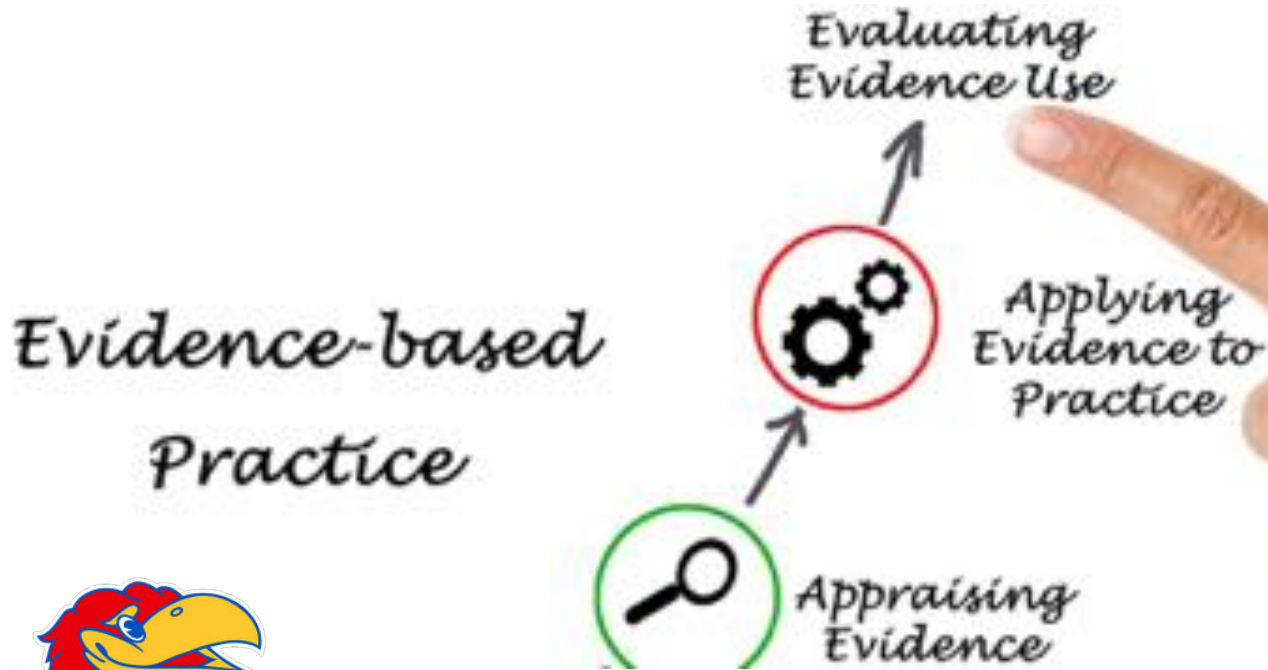 Evaluating
Evidence Use
Applying
Evidence to
Practice
Evidence-based
Practice
Appraising
Evidence